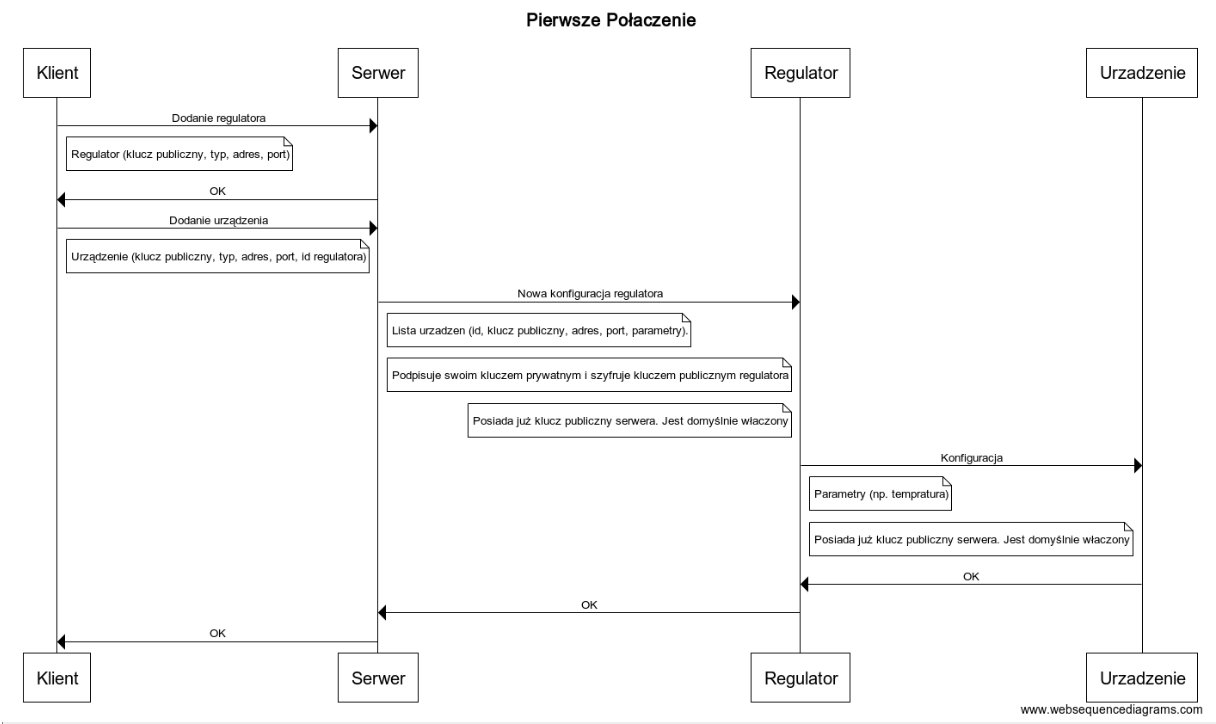 Pierwsze Połaczenie
Klient
Serwer
Regulator
Urzadzenie
Dodanie regulatora
Regulator (klucz publiczny, typ, adres, port)
OK
Dodanie urządzenia
Urządzenie (klucz publiczny, typ, adres, port, id regulatora)
Nowa konfiguracja regulatora
Lista urzadzen (id, klucz publiczny, adres, port, parametry).
Podpisuje swoim kluczem prywatnym i szyfruje kluczem publicznym regulatora
Posiada już klucz publiczny serwera. Jest domyślnie właczony
Konfiguracja
Parametry (np. tempratura)
Posiada już klucz publiczny serwera. Jest domyślnie właczony
OK
OK
OK
Klient
Serwer
Regulator
Urzadzenie
www.websequencediagrams.com